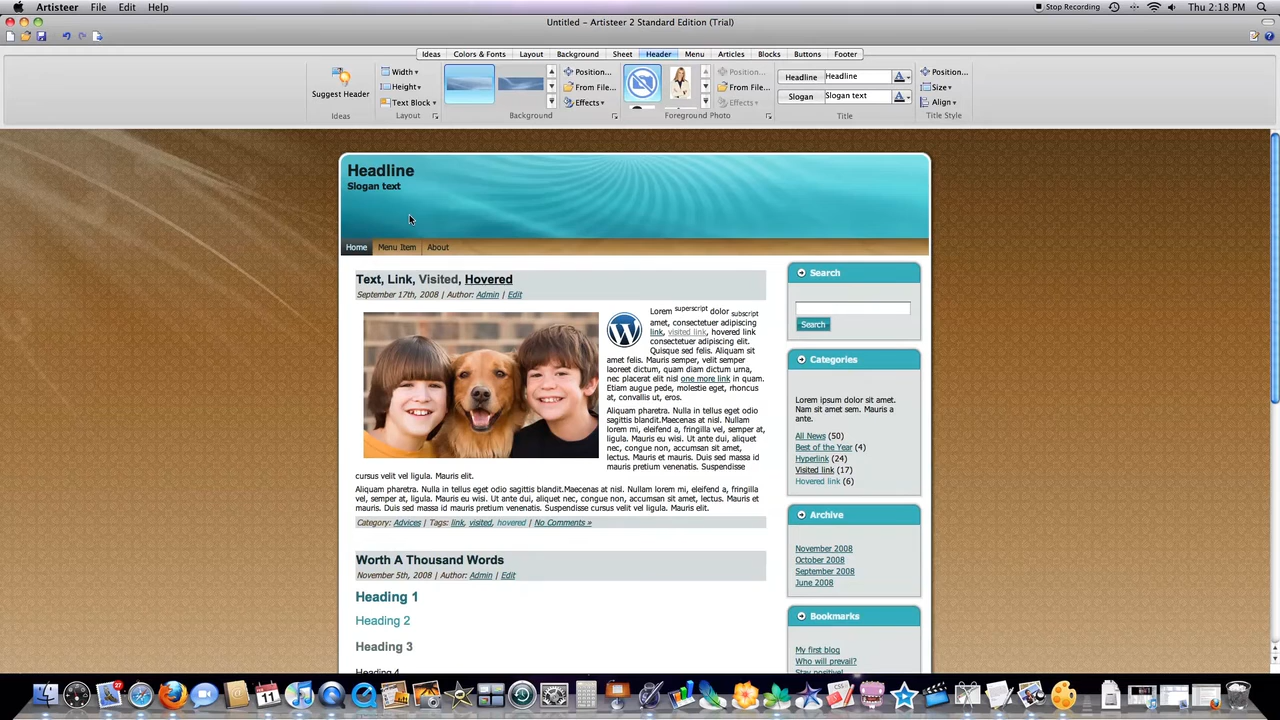 Artisteer File Edit Help
Stop Recording
Thu 2:18 PM
Untitled - Artisteer 2 Standard Edition (Trial)
Ideas Colors & Fonts Layout Background Sheet Header Menu Articles Blocks Buttons Footer
Suggest Header
Ideas
Width
Height
Text Block
Layout
Position...
From File...
Effects
Background
Position...
From File...
Effects
Foreground Photo
Headline Headline
Slogan Slogan text
Title
Position...
Size
Align
Title Style
Headline
Slogan text
Home Menu Item About
Text, Link, Visited, Hovered
September 17th, 2008 | Author: Admin | Edit
Lorem superscript dolor subscript
amet, consectetuer adipiscing
link, visited link, hovered link
consectetuer adipiscing elit.
Quisque sed felis. Aliquam sit
amet felis. Mauris semper, velit semper
laoreet dictum, quam diam dictum urna,
nec placerat elit nisl one more link in quam.
Etiam augue pede, molestie eget, rhoncus
at, convallis ut, eros.
Aliquam pharetra. Nulla in tellus eget odio
sagittis blandit.Maecenas at nisl. Nullam
lorem mi, eleifend a, fringilla vel, semper at,
ligula. Mauris eu wisi. Ut ante dui, aliquet
nec, congue non, accumsan sit amet,
lectus. Mauris et mauris. Duis sed massa id
mauris pretium venenatis. Suspendisse
cursus velit vel ligula. Mauris elit.
Aliquam pharetra. Nulla in tellus eget odio sagittis blandit.Maecenas at nisl. Nullam lorem mi, eleifend a, fringilla
vel, semper at, ligula. Mauris eu wisi. Ut ante dui, aliquet nec, congue non, accumsan sit amet, lectus. Mauris et
mauris. Duis sed massa id mauris pretium venenatis. Suspendisse cursus velit vel ligula. Mauris elit.
Category: Advices | Tags: link, visited, hovered | No Comments »
Worth A Thousand Words
November 5th, 2008 | Author: Admin | Edit
Heading 1
Heading 2
Heading 3
Heading 4
Search
Search
Categories
Lorem ipsum dolor sit amet.
Nam sit amet sem. Mauris a
ante.
All News (50)
Best of the Year (4)
Hyperlink (24)
Visited link (17)
Hovered link (6)
Archive
November 2008
October 2008
September 2008
June 2008
Bookmarks
My first blog
Who will prevail?
Stay positive!